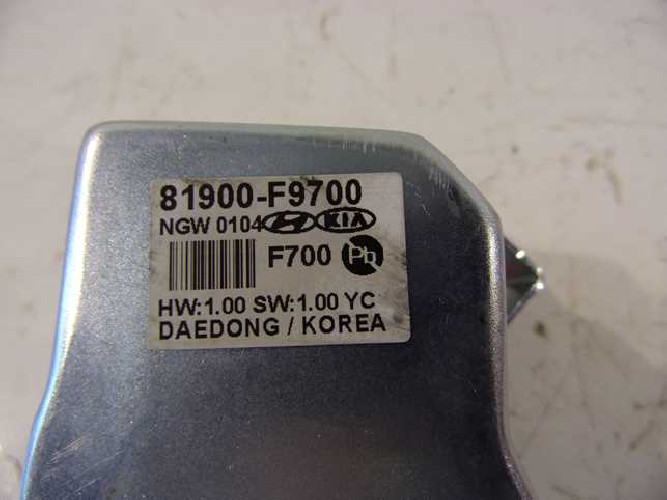 81900-F9700
NGW 0104 KIA
F700 Pb
HW:1.00 SW:1.00 YC
DAEDONG / KOREA